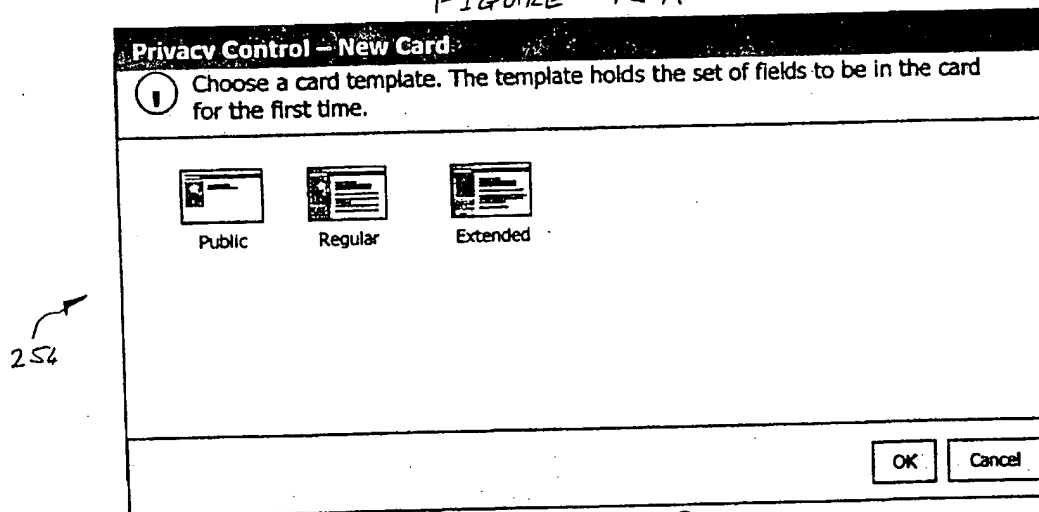 FIGURE
Privacy Control – New Card
Choose a card template. The template holds the set of fields to be in the card
for the first time.
Public Regular Extended
254
OK Cancel